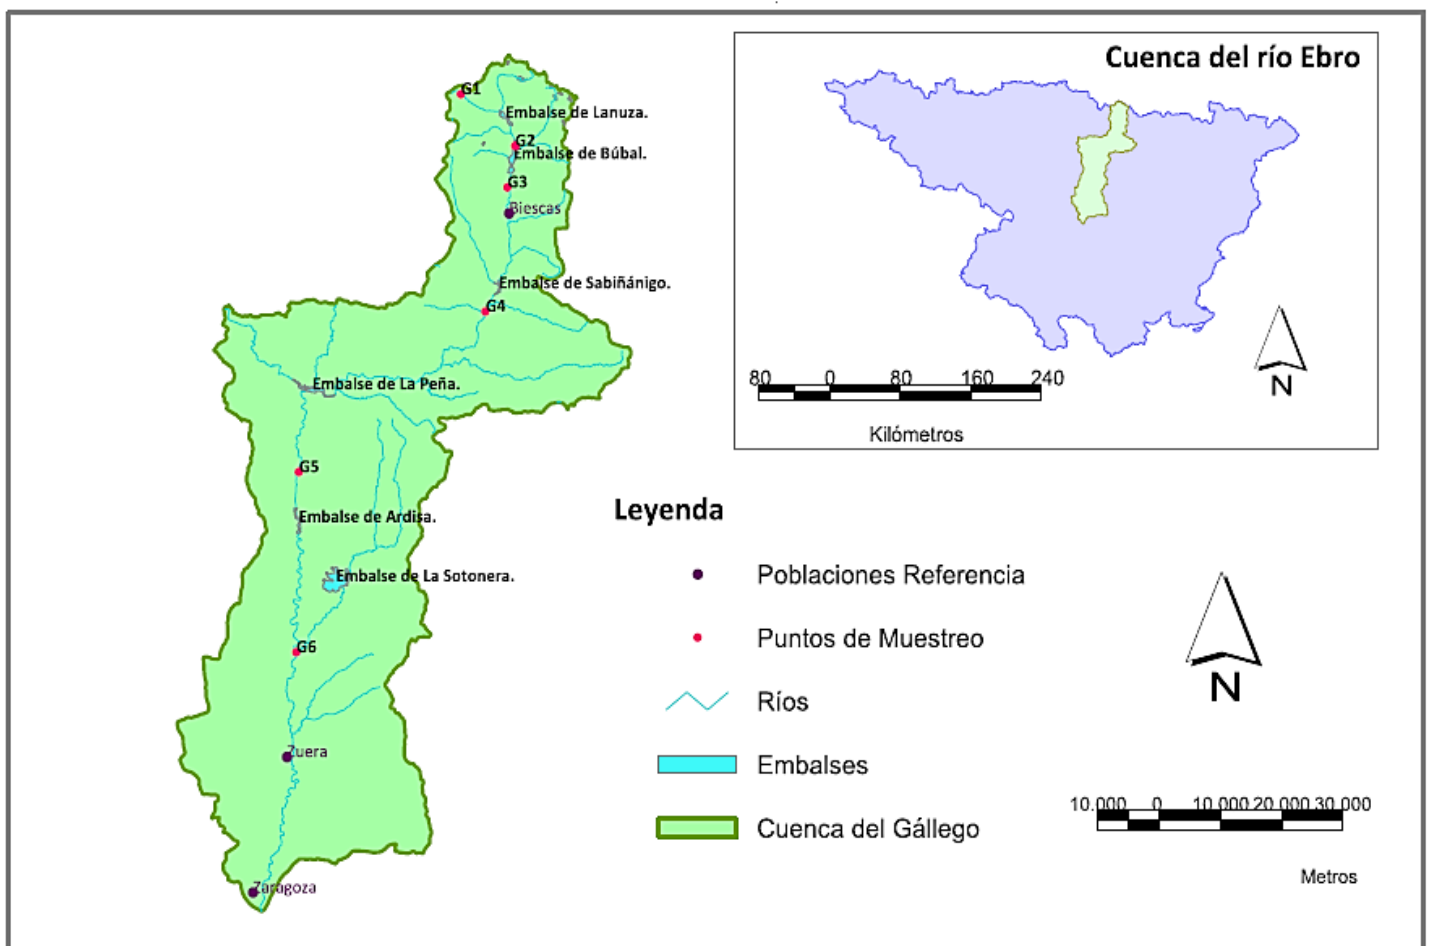 Cuenca del río Ebro
G1
Embalse de Lanuza.
G2
Embalse de Búbal.
G3
Biescas
Embalse de Sabiñánigo.
G4
80 0 80 160 240
N
Kilómetros
Embalse de La Peña.
G5
Embalse de Ardisa.
Embalse de La Sotonera.
G6
Zuera
Zaragoza
Leyenda
Poblaciones Referencia
Puntos de Muestreo
Ríos
Embalses
Cuenca del Gállego
N
10.000 0 10.000 20.000 30.000
Metros